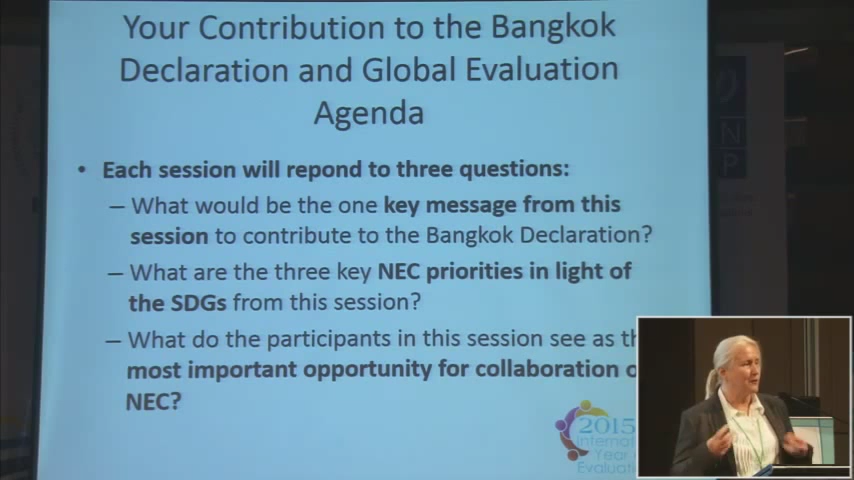 Your Contribution to the Bangkok
Declaration and Global Evaluation
Agenda
• Each session will repond to three questions:
– What would be the one key message from this
session to contribute to the Bangkok Declaration?
– What are the three key NEC priorities in light of
the SDGs from this session?
– What do the participants in this session see as
most important opportunity for collaboration
NEC?
2015
Year